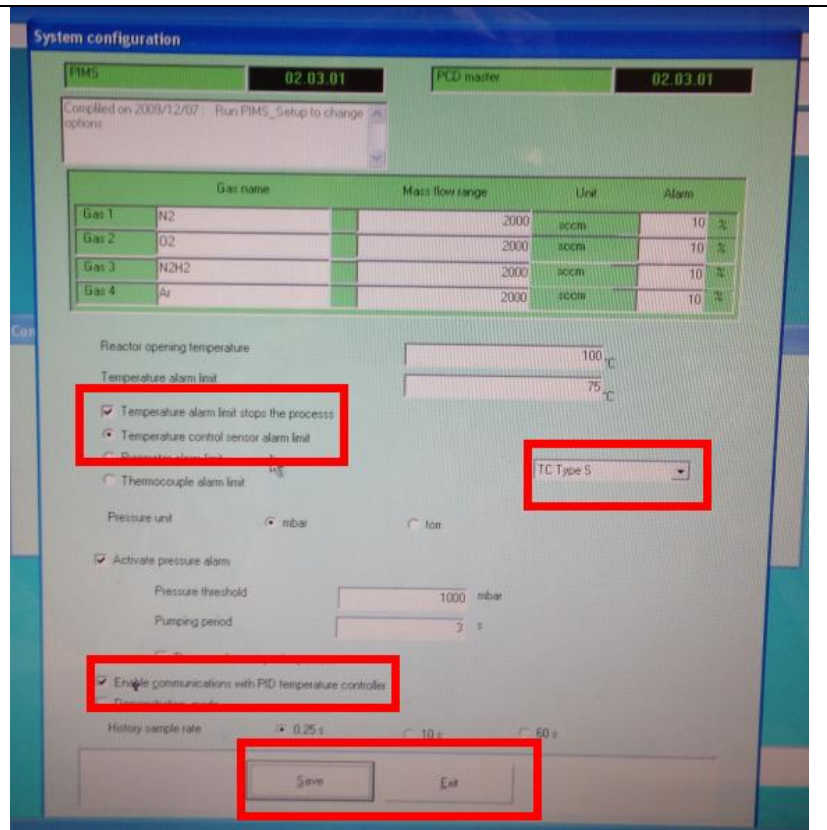 System configuration
PIMS 02.03.01 PCD master 02.03.01
Compiled on 2009/12/07 : Run PIMS_Setup to change
options
Gas name Mass flow range Unit Alarm
Gas 1 N2 2000 sccm 10 %
Gas 2 O2 2000 sccm 10 %
Gas 3 N2H2 2000 sccm 10 %
Gas 4 Ar 2000 sccm 10 %
Con
Reactor opening temperature 100 °C
Temperature alarm limit 75 °C
Temperature alarm limit stops the processs
Temperature control sensor alarm limit
alarm limit
TC Type S
Thermocouple alarm limit
Pressure unit mbar torr
Activate pressure alarm
Pressure threshold 1000 mbar
Pumping period 3 s
Enable communications with PID temperature controller
History sample rate 0.25 s 10 s 60 s
Save Exit